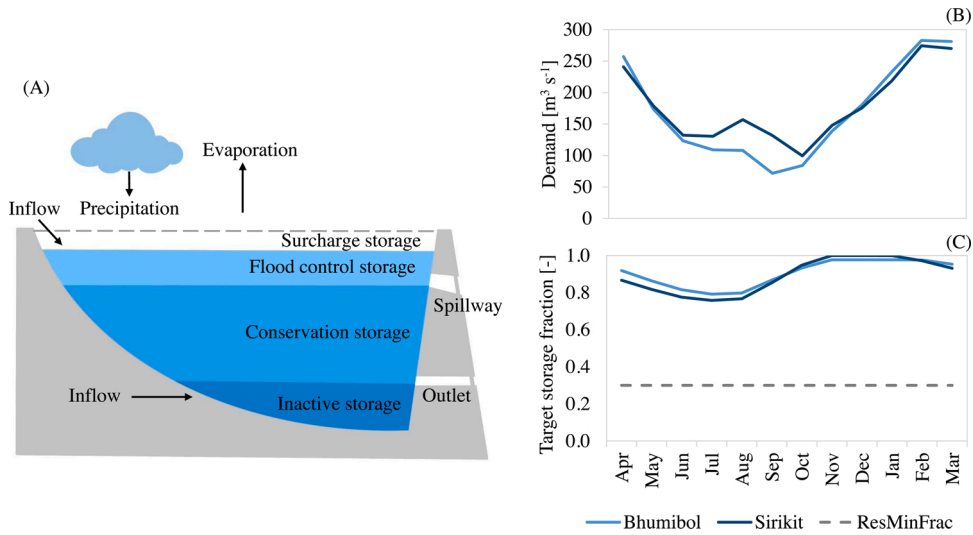 (A)
Evaporation
Inflow
Precipitation
Surcharge storage
Flood control storage
Spillway
Conservation storage
Inflow
Outlet
Inactive storage
(B)
Demand [m³ s⁻¹]
300
250
200
150
100
50
0
(C)
Target storage fraction [-]
1.0
0.8
0.6
0.4
0.2
0.0
Apr
May
Jun
Jul
Aug
Sep
Oct
Nov
Dec
Jan
Feb
Mar
Bhumibol
Sirikit
ResMinFrac